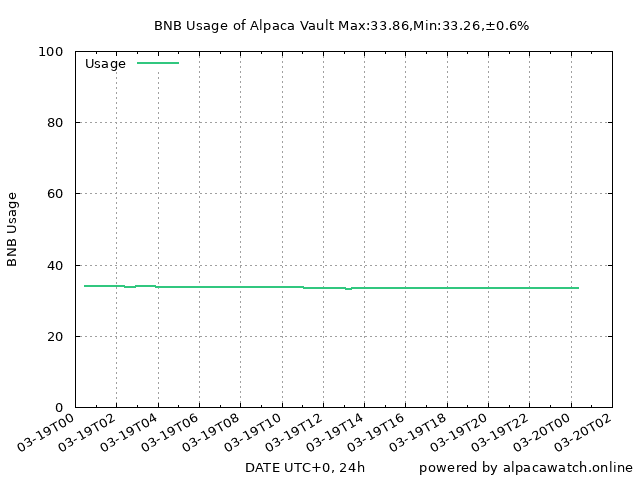 BNB Usage of Alpaca Vault Max:33.86,Min:33.26,±0.6%
100
80
60
40
20
0
BNB Usage
Usage
03-19T00
03-19T02
03-19T04
03-19T06
03-19T08
03-19T10
03-19T12
03-19T14
03-19T16
03-19T18
03-19T20
03-19T22
03-20T00
03-20T02
DATE UTC+0, 24h
powered by alpacawatch.online